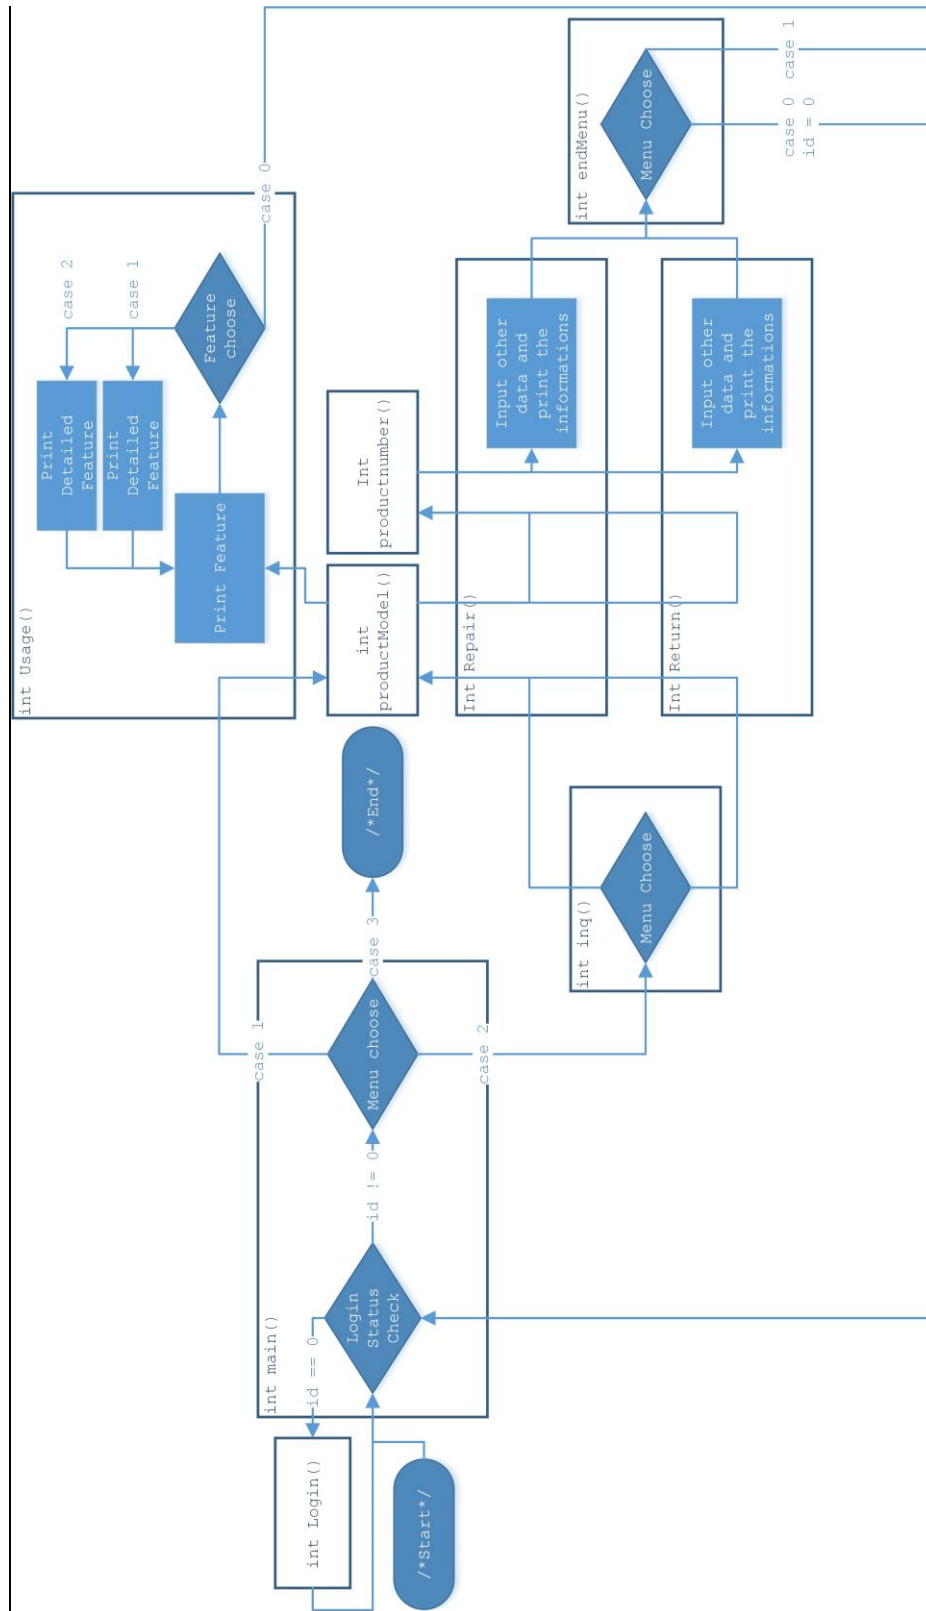 /*Start*/
int Login()
int main()
id == 0
Login
Status
Check
id != 0
Menu choose
case 1
case 2
case 3
/*End*/
int inq()
Menu Choose
int Usage()
Print Feature
Print
Detailed
Feature
Print
Detailed
Feature
case 2
case 1
Feature
choose
case 0
int
productModel()
Int
productnumber()
Int Repair()
Input other
data and
print the
informations
Int Return()
Input other
data and
print the
informations
int endMenu()
Menu Choose
case 0
id = 0
case 1